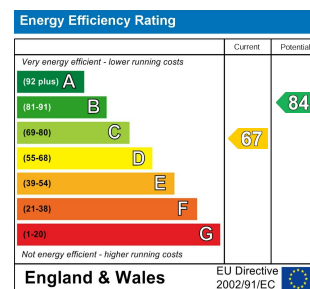 Energy Efficiency Rating
Current Potential
Very energy efficient - lower running costs
(92 plus) A
(81-91) B
84
(69-80) C
67
(55-68) D
(39-54) E
(21-38) F
(1-20) G
Not energy efficient - higher running costs
England & Wales
EU Directive
2002/91/EC